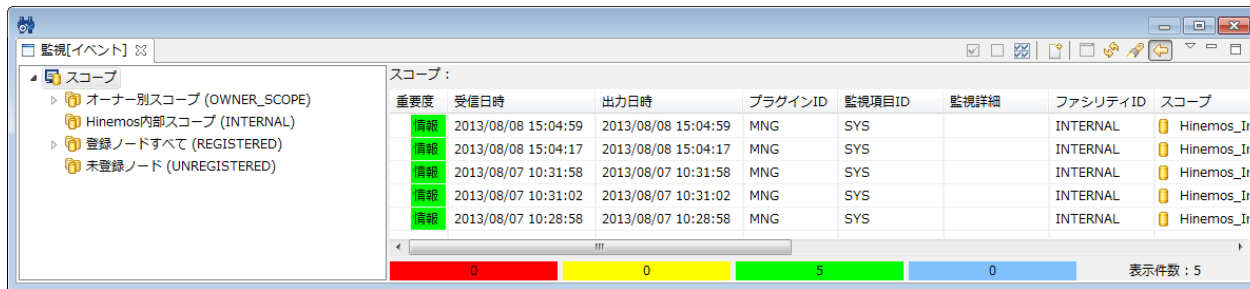 監視[イベント]
スコープ
オーナー別スコープ (OWNER_SCOPE)
Hinemos内部スコープ (INTERNAL)
登録ノードすべて (REGISTERED)
未登録ノード (UNREGISTERED)
スコープ :
重要度 受信日時 出力日時 プラグインID 監視項目ID 監視詳細 ファシリティID スコープ
情報 2013/08/08 15:04:59 2013/08/08 15:04:59 MNG SYS INTERNAL Hinemos_In
情報 2013/08/08 15:04:17 2013/08/08 15:04:17 MNG SYS INTERNAL Hinemos_In
情報 2013/08/07 10:31:58 2013/08/07 10:31:58 MNG SYS INTERNAL Hinemos_In
情報 2013/08/07 10:31:02 2013/08/07 10:31:02 MNG SYS INTERNAL Hinemos_In
情報 2013/08/07 10:28:58 2013/08/07 10:28:58 MNG SYS INTERNAL Hinemos_In
0 0 5 0 表示件数 : 5